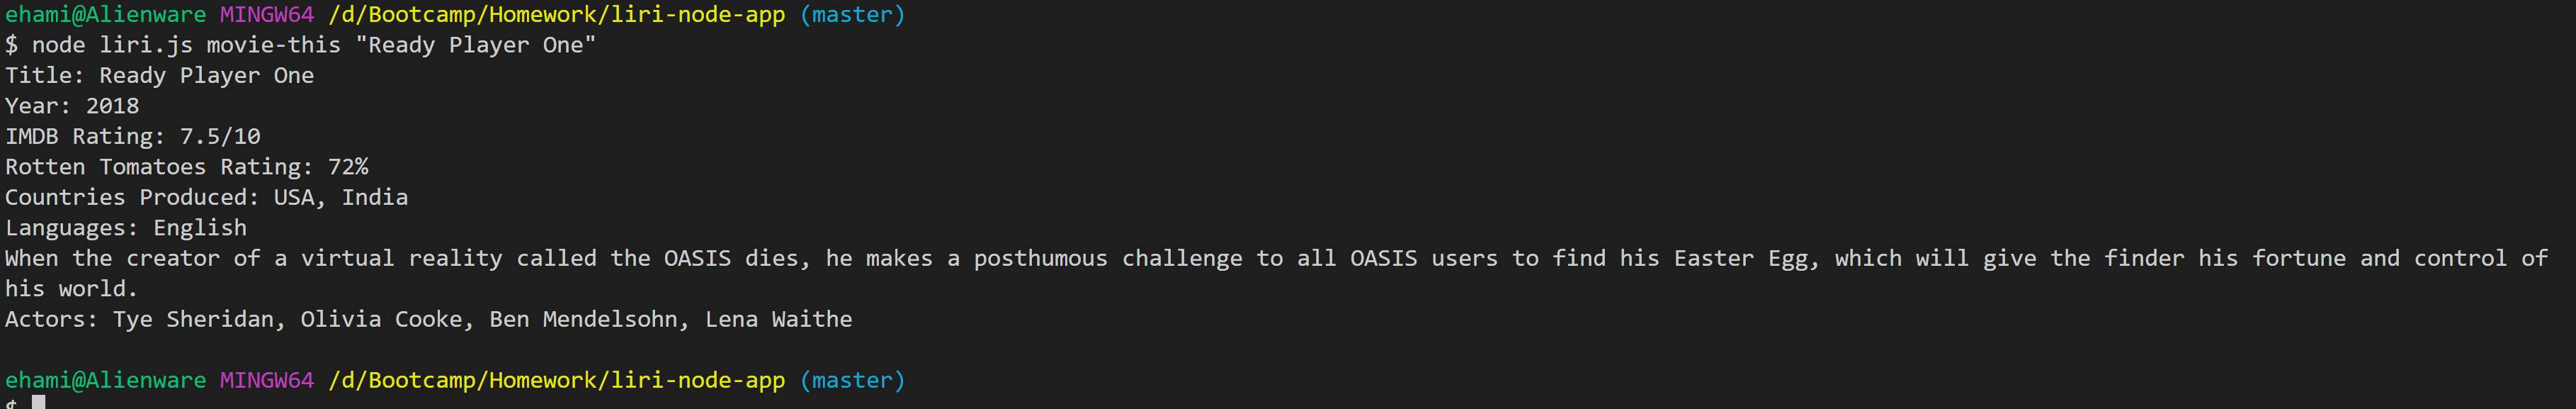 ehami@Alienware MINGW64 /d/Bootcamp/Homework/liri-node-app (master)
$ node liri.js movie-this "Ready Player One"
Title: Ready Player One
Year: 2018
IMDB Rating: 7.5/10
Rotten Tomatoes Rating: 72%
Countries Produced: USA, India
Languages: English
When the creator of a virtual reality called the OASIS dies, he makes a posthumous challenge to all OASIS users to find his Easter Egg, which will give the finder his fortune and control of
his world.
Actors: Tye Sheridan, Olivia Cooke, Ben Mendelsohn, Lena Waithe
ehami@Alienware MINGW64 /d/Bootcamp/Homework/liri-node-app (master)
$